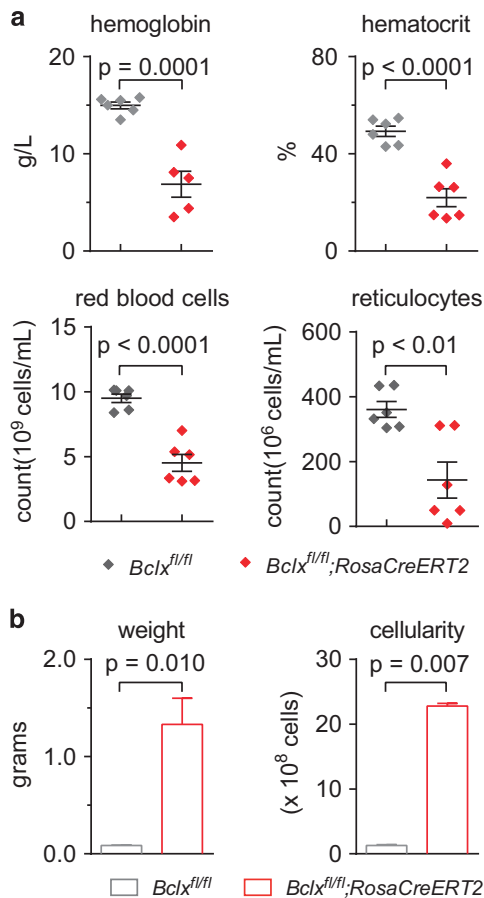 a
hemoglobin hematocrit
p = 0.0001 p < 0.0001
20 80
15
10 40
5
0 0
g/L %
red blood cells reticulocytes
p < 0.0001 p < 0.01
15 600
10 400
5 200
0 0
count(10⁹ cells/mL) count(10⁶ cells/mL)
Bclxfl/fl Bclxfl/fl;RosaCreERT2
b
weight cellularity
p = 0.010 p = 0.007
2.0 30
1.0 20
10
0.0 0
grams (x 10⁸ cells)
Bclxfl/fl Bclxfl/fl;RosaCreERT2